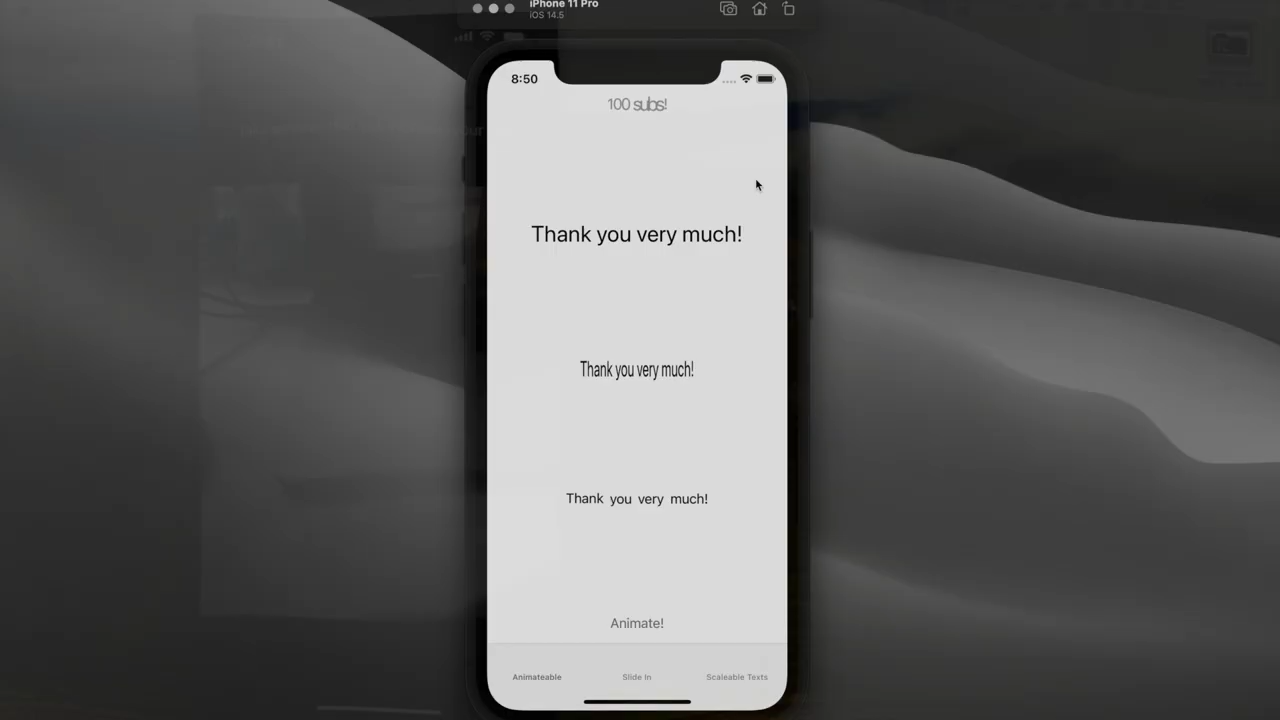 iPhone 11 Pro
iOS 14.5
8:50
100 subs!
Thank you very much!
Thank you very much!
Thank you very much!
Animate!
Animateable
Slide In
Scaleable Texts